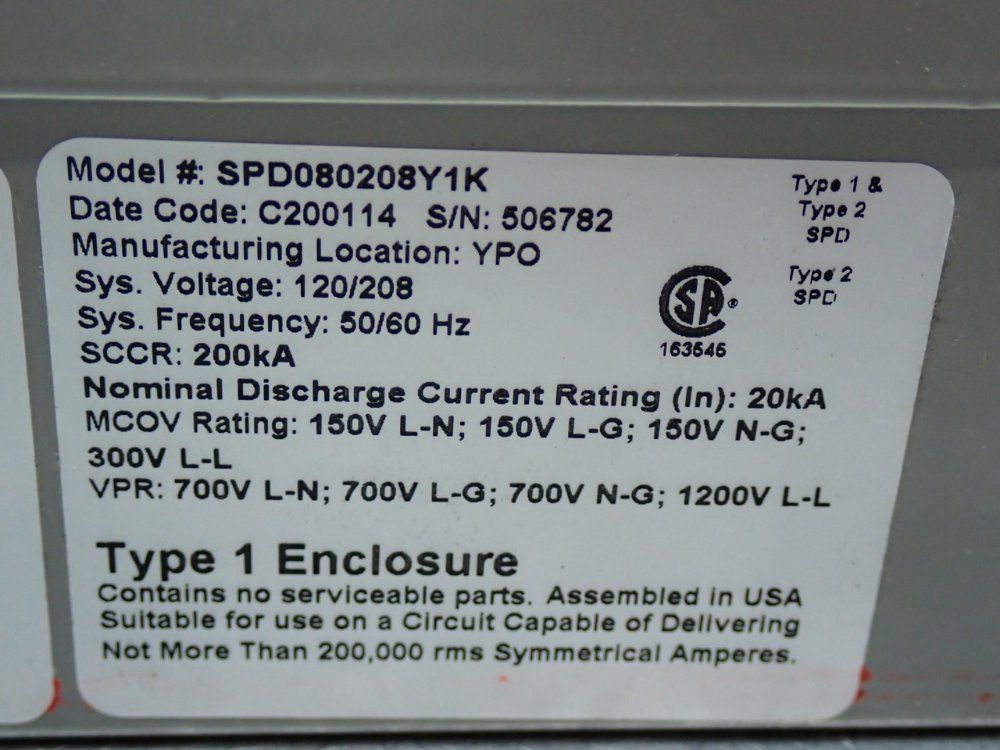 Model #: SPD080208Y1K
Date Code: C200114 S/N: 506782
Manufacturing Location: YPO
Sys. Voltage: 120/208
Sys. Frequency: 50/60 Hz
SCCR: 200kA
Nominal Discharge Current Rating (In): 20kA
MCOV Rating: 150V L-N; 150V L-G; 150V N-G;
300V L-L
VPR: 700V L-N; 700V L-G; 700V N-G; 1200V L-L
Type 1 Enclosure
Contains no serviceable parts. Assembled in USA
Suitable for use on a Circuit Capable of Delivering
Not More Than 200,000 rms Symmetrical Amperes.
Type 1 &
Type 2
SPD
Type 2
SPD
SA®
163546